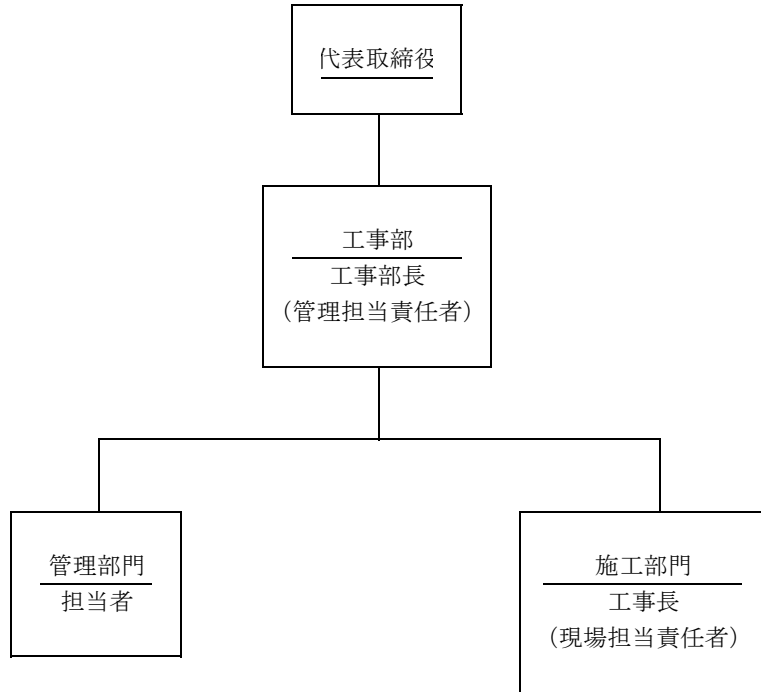 代表取締役
工事部
工事部長
（管理担当責任者）
管理部門
担当者
施工部門
工事長
（現場担当責任者）